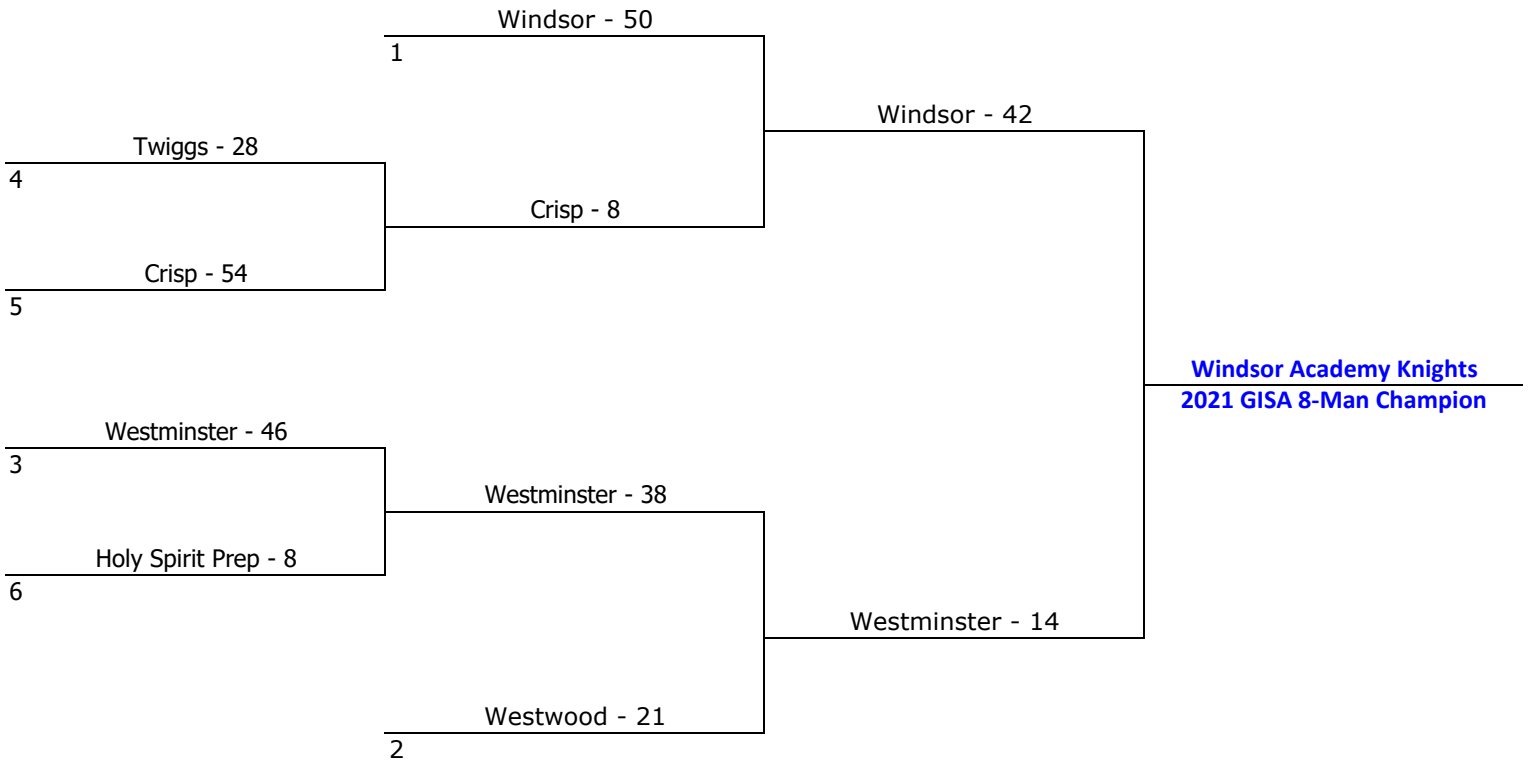 Windsor - 50
1
Windsor - 42
Twiggs - 28
4
Crisp - 8
Crisp - 54
5
Windsor Academy Knights
2021 GISA 8-Man Champion
Westminster - 46
3
Westminster - 38
Holy Spirit Prep - 8
6
Westminster - 14
Westwood - 21
2